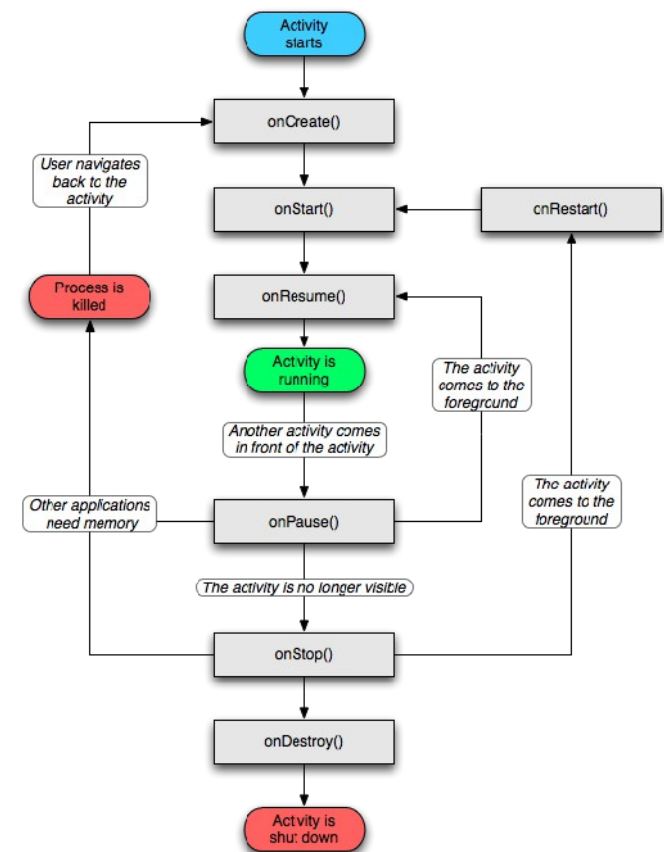 Activity
starts
onCreate()
User navigates
back to the
activity
onStart()
onRestart()
Process is
killed
onResume()
Activity is
running
The activity
comes to the
foreground
Another activity comes
in front of the activity
The activity
comes to the
foreground
Other applications
need memory
onPause()
The activity is no longer visible
onStop()
onDestroy()
Activity is
shut down